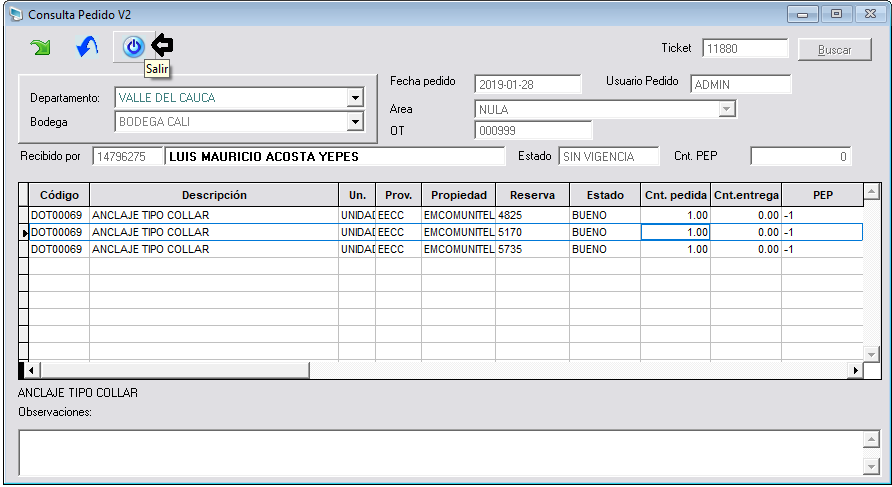 Consulta Pedido V2
Salir
Ticket 11880 Buscar
Departamento: VALLE DEL CAUCA
Bodega BODEGA CALI
Fecha pedido 2019-01-28 Usuario Pedido ADMIN
Area NULA
OT 000999
Recibido por 14796275 LUIS MAURICIO ACOSTA YEPES Estado SIN VIGENCIA Cnt. PEP 0
Código Descripción Un. Prov. Propiedad Reserva Estado Cnt. pedida Cnt.entrega PEP
DOT00069 ANCLAJE TIPO COLLAR UNIDAD EECC EMCOMUNITEL 4825 BUENO 1.00 0.00 -1
DOT00069 ANCLAJE TIPO COLLAR UNIDAD EECC EMCOMUNITEL 5170 BUENO 1.00 0.00 -1
DOT00069 ANCLAJE TIPO COLLAR UNIDAD EECC EMCOMUNITEL 5735 BUENO 1.00 0.00 -1
ANCLAJE TIPO COLLAR
Observaciones: